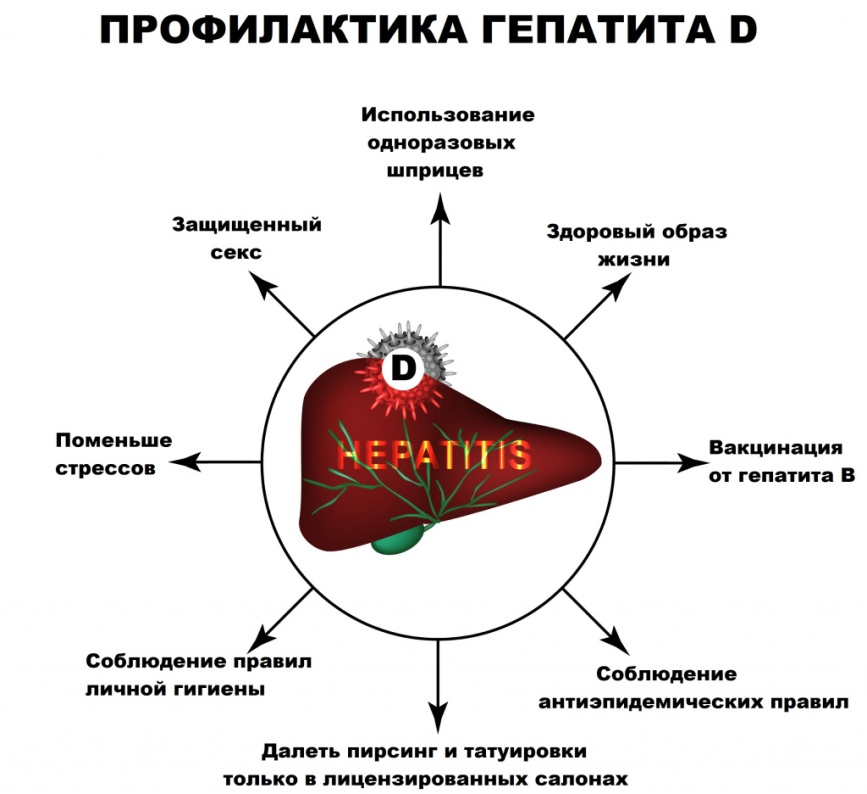 ПРОФИЛАКТИКА ГЕПАТИТА D
Использование
одноразовых
шприцев
Защищенный
секс
Здоровый образ
жизни
D
HEPATITIS
Поменьше
стрессов
Вакцинация
от гепатита В
Соблюдение правил
личной гигиены
Соблюдение
антиэпидемических правил
Далеть пирсинг и татуировки
только в лицензированных салонах